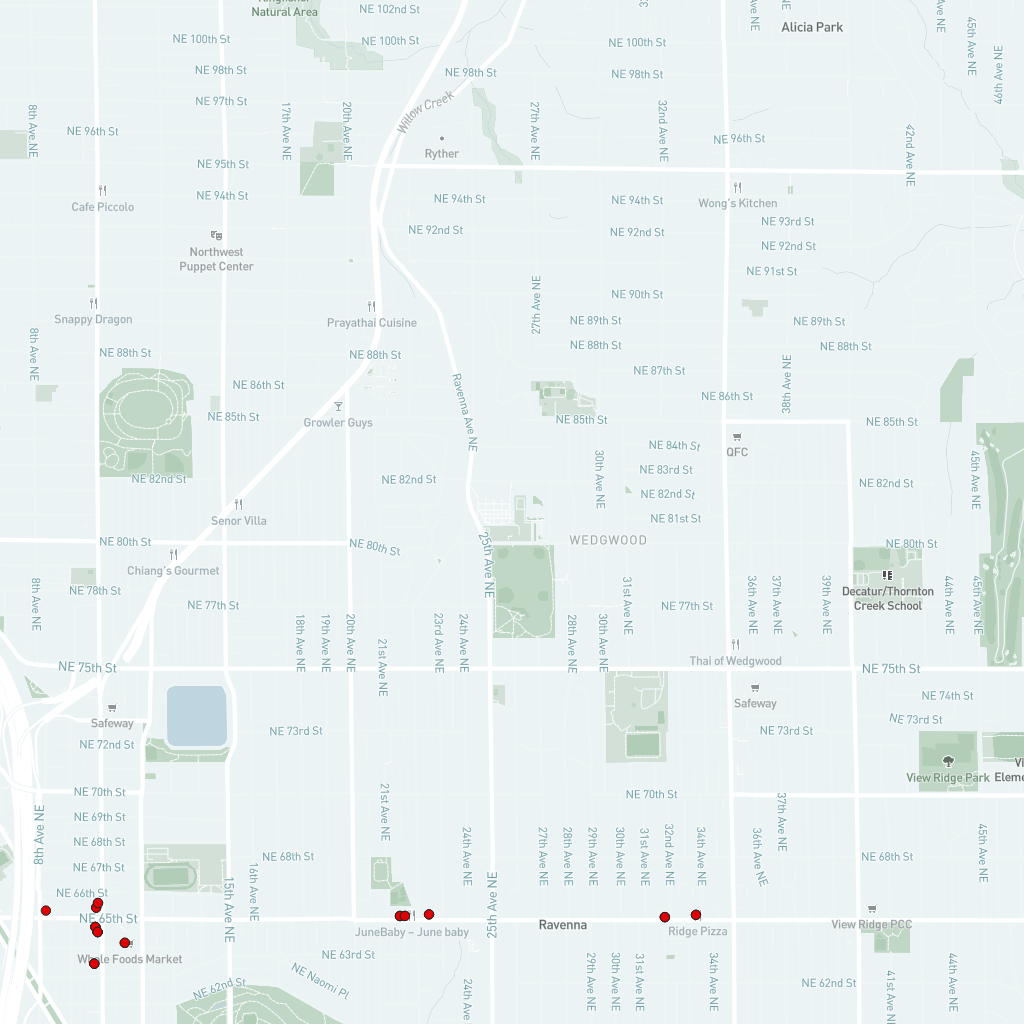 Natural Area
NE 102nd St
NE 100th St
NE 100th St
NE 100th St
Alicia Park
45th Ave NE
46th Ave NE
NE 98th St
NE 98th St
NE 98th St
NE 97th St
8th Ave NE
17th Ave NE
20th Ave NE
Willow Creek
27th Ave NE
32nd Ave NE
42nd Ave NE
NE 96th St
NE 96th St
Ryther
NE 95th St
Cafe Piccolo
NE 94th St
NE 94th St
NE 94th St
Wong's Kitchen
NE 92nd St
NE 92nd St
NE 93rd St
NE 92nd St
Northwest
Puppet Center
NE 91st St
27th Ave NE
NE 90th St
Snappy Dragon
Prayathai Cuisine
NE 89th St
NE 89th St
8th Ave NE
NE 88th St
NE 88th St
NE 88th St
NE 88th St
NE 87th St
38th Ave NE
NE 86th St
NE 86th St
Ravenna Ave NE
NE 85th St
Growler Guys
NE 85th St
NE 85th St
NE 84th St
QFC
30th Ave NE
NE 83rd St
45th Ave NE
NE 82nd St
NE 82nd St
NE 82nd St
NE 82nd St
Senor Villa
NE 81st St
NE 80th St
NE 80th St
25th Ave NE
WEDGWOOD
NE 80th St
Chiang's Gourmet
8th Ave NE
NE 78th St
Decatur/Thornton
Creek School
NE 77th St
NE 77th St
31st Ave NE
36th Ave NE
37th Ave NE
39th Ave NE
44th Ave NE
45th Ave NE
18th Ave NE
19th Ave NE
20th Ave NE
21st Ave NE
23rd Ave NE
24th Ave NE
28th Ave NE
30th Ave NE
Thai of Wedgwood
NE 75th St
NE 75th St
NE 74th St
Safeway
Safeway
NE 73rd St
NE 73rd St
NE 73rd St
NE 72nd St
View Ridge Park
NE 70th St
NE 70th St
8th Ave NE
NE 69th St
21st Ave NE
37th Ave NE
NE 68th St
NE 68th St
NE 68th St
24th Ave NE
27th Ave NE
28th Ave NE
29th Ave NE
30th Ave NE
31st Ave NE
32nd Ave NE
34th Ave NE
36th Ave NE
45th Ave NE
NE 67th St
NE 66th St
15th Ave NE
16th Ave NE
25th Ave NE
NE 65th St
JuneBaby – June baby
Ravenna
Ridge Pizza
View Ridge PCC
Whole Foods Market
NE 63rd St
NE 62nd St
NE Naomi Pl
24th Ave NE
29th Ave NE
30th Ave NE
31st Ave NE
34th Ave NE
NE 62nd St
41st Ave NE
44th Ave NE